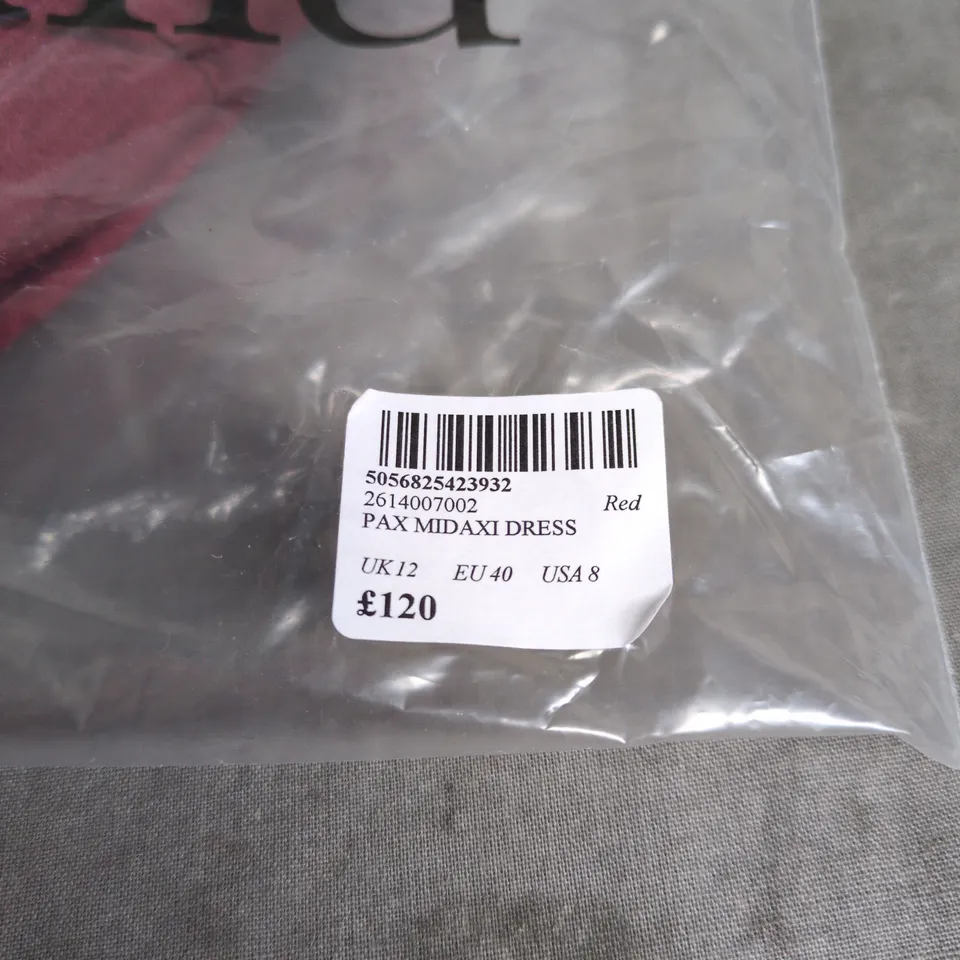 5056825423932
2614007002 Red
PAX MIDAXI DRESS
UK 12 EU 40 USA 8
£120